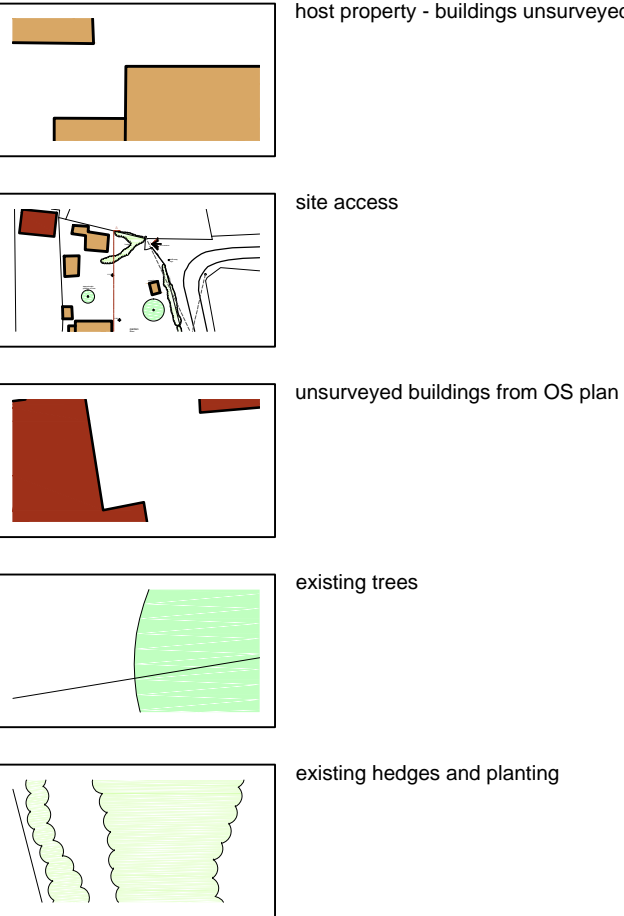 host property - buildings unsurveyed
site access
unsurveyed buildings from OS plan
existing trees
existing hedges and planting